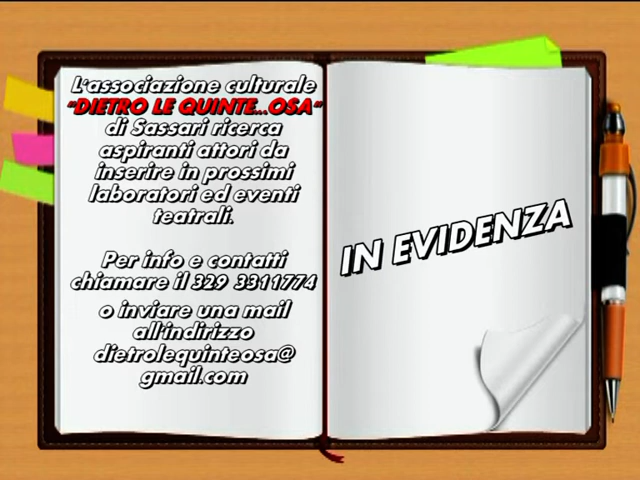 L'associazione culturale
"DIETRO LE QUINTE...OSA"
di Sassari ricerca
aspiranti attori da
inserire in prossimi
laboratori ed eventi
teatrali.
Per info e contatti
chiamare il 329 3311774
o inviare una mail
all'indirizzo
dietrolequinteosa@
gmail.com
IN EVIDENZA